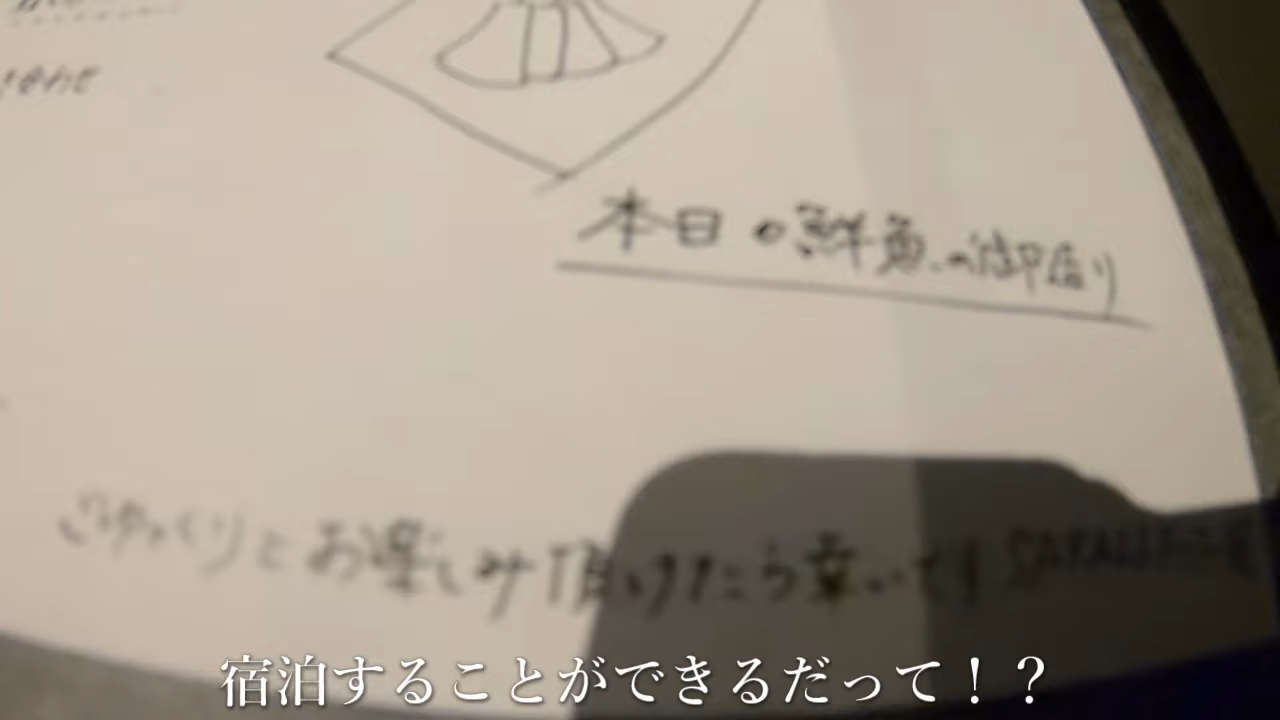 本日の鮮魚の御造り
ごゆっくりとお楽しみ頂けたら幸いです
宿泊することができるだって！？